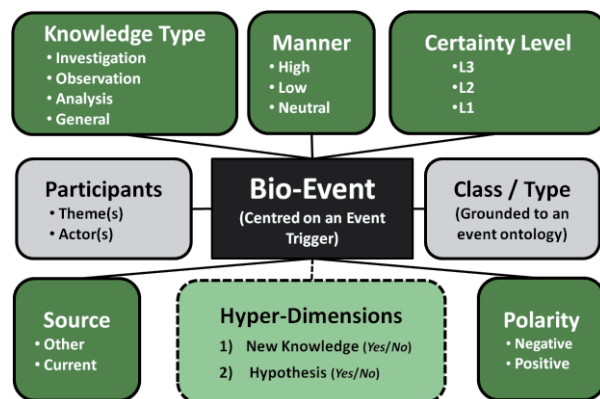 Knowledge Type
• Investigation
• Observation
• Analysis
• General
Manner
• High
• Low
• Neutral
Certainty Level
• L3
• L2
• L1
Participants
• Theme(s)
• Actor(s)
Bio-Event
(Centred on an Event
Trigger)
Class / Type
(Grounded to an
event ontology)
Source
• Other
• Current
Hyper-Dimensions
1) New Knowledge (Yes/No)
2) Hypothesis (Yes/No)
Polarity
• Negative
• Positive